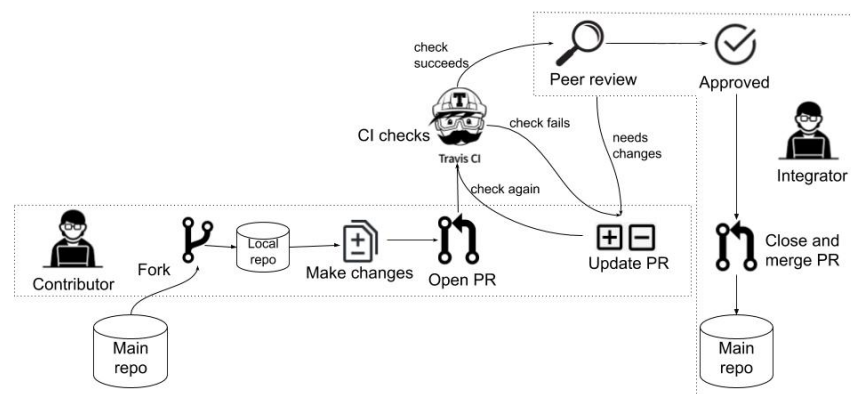 check
succeeds
Peer review
Approved
T
CI checks
Travis CI
check fails
needs
changes
Integrator
check again
Contributor
Fork
Local
repo
Make changes
Open PR
Update PR
Close and
merge PR
Main
repo
Main
repo